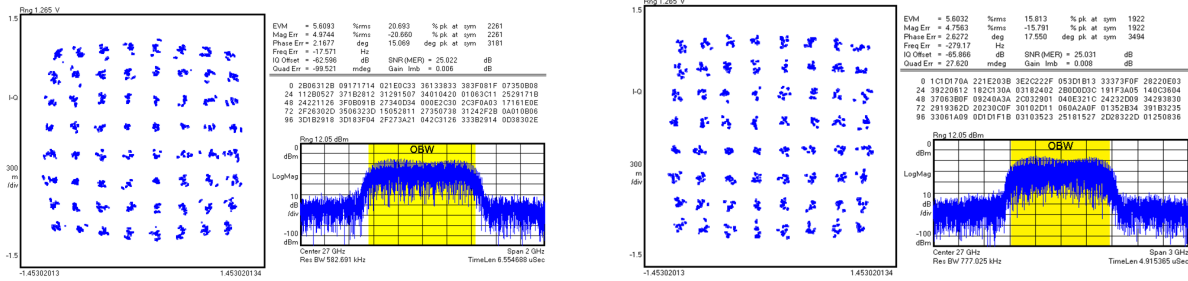 Rng 1.265 V
1.5
I-Q
300
m
/div
-1.5
-1.45302013
1.453020134
EVM = 5.6093 %rms 20.693 % pk at sym 2261
Mag Err = 4.9744 %rms -20.660 % pk at sym 2261
Phase Err = 2.1677 deg 15.069 deg pk at sym 3181
Freq Err = -17.571 Hz
IQ Offset = -62.596 dB SNR(MER) = 25.022 dB
Quad Err = -99.521 mdeg Gain Imb = 0.006 dB
0 2B06312B 09171714 021E0C33 36133833 383F081F 07350B08
24 112B0527 371B2812 31291507 34010420 01063C11 2529171B
48 24221126 3F0B091B 27340D34 000E2C30 2C3F0A03 17161E0E
72 2F26302D 3506323D 15052811 27350738 31242F2B 0A010B06
96 3D1B2918 3D183F04 2F273A21 042C3126 333B2914 0D38302E
Rng 12.05 dBm
0
dBm
LogMag
10
dB
/div
-100
dBm
OBW
Center 27 GHz
Span 2 GHz
Res BW 582.691 kHz
TimeLen 6.554688 uSec
Rng 1.265 V
1.5
I-Q
300
m
/div
-1.5
-1.45302013
1.453020134
EVM = 5.6032 %rms 15.813 % pk at sym 1922
Mag Err = 4.7563 %rms -15.791 % pk at sym 1922
Phase Err = 2.6272 deg 17.550 deg pk at sym 3494
Freq Err = -279.17 Hz
IQ Offset = -65.866 dB SNR(MER) = 25.031 dB
Quad Err = 27.620 mdeg Gain Imb = 0.008 dB
0 1C1D170A 221E203B 3E2C222F 053D1B13 33373F0F 28220E03
24 39220612 182C130A 03182402 2B0D0D3C 191F3A05 140C3604
48 37063B0F 09240A3A 2C032901 040E321C 24232D09 34293830
72 2919362D 20230C0F 30102D11 060A2A0F 01352B34 391B3235
96 33061A09 0D1D1F1B 03103523 25181527 2D28322D 01250836
Rng 12.05 dBm
0
dBm
LogMag
10
dB
/div
-100
dBm
OBW
Center 27 GHz
Span 3 GHz
Res BW 777.025 kHz
TimeLen 4.915365 uSec